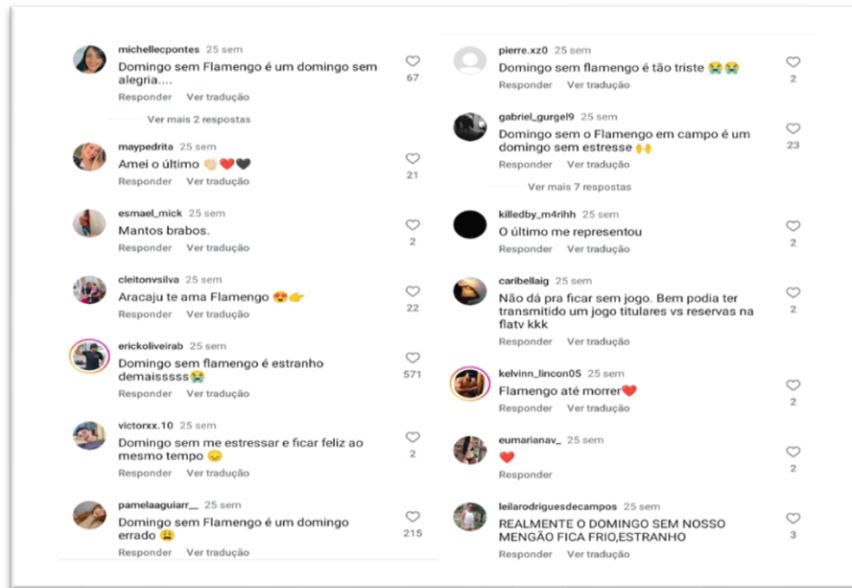 michellecpontes 25 sem
Domingo sem Flamengo é um domingo sem
alegria....
67
Responder Ver tradução
Ver mais 2 respostas
maypedrita 25 sem
Amei o último 👏🏻❤️🖤
21
Responder Ver tradução
esmael_mick 25 sem
Mantos brabos.
2
Responder Ver tradução
cleitonvsilva 25 sem
Aracaju te ama Flamengo 😍👉
22
Responder Ver tradução
erickoliveirab 25 sem
Domingo sem flamengo é estranho
demaisssss😭
571
Responder Ver tradução
victorxx.10 25 sem
Domingo sem me estressar e ficar feliz ao
mesmo tempo 😞
2
Responder Ver tradução
pamelaaguiarr__ 25 sem
Domingo sem Flamengo é um domingo
errado 😩
215
Responder Ver tradução
pierre.xz0 25 sem
Domingo sem flamengo é tão triste 😭😭
2
Responder Ver tradução
gabriel_gurgel9 25 sem
Domingo sem o Flamengo em campo é um
domingo sem estresse 🙌
23
Responder Ver tradução
Ver mais 7 respostas
killedby_m4rihh 25 sem
O último me representou
2
Responder Ver tradução
caribellaig 25 sem
Não dá pra ficar sem jogo. Bem podia ter
transmitido um jogo titulares vs reservas na
flatv kkk
2
Responder Ver tradução
kelvinn_lincon05 25 sem
Flamengo até morrer❤️
2
Responder Ver tradução
eumarianav_ 25 sem
❤️
2
Responder
leilarodriguesdecampos 25 sem
REALMENTE O DOMINGO SEM NOSSO
MENGÃO FICA FRIO,ESTRANHO
3
Responder Ver tradução